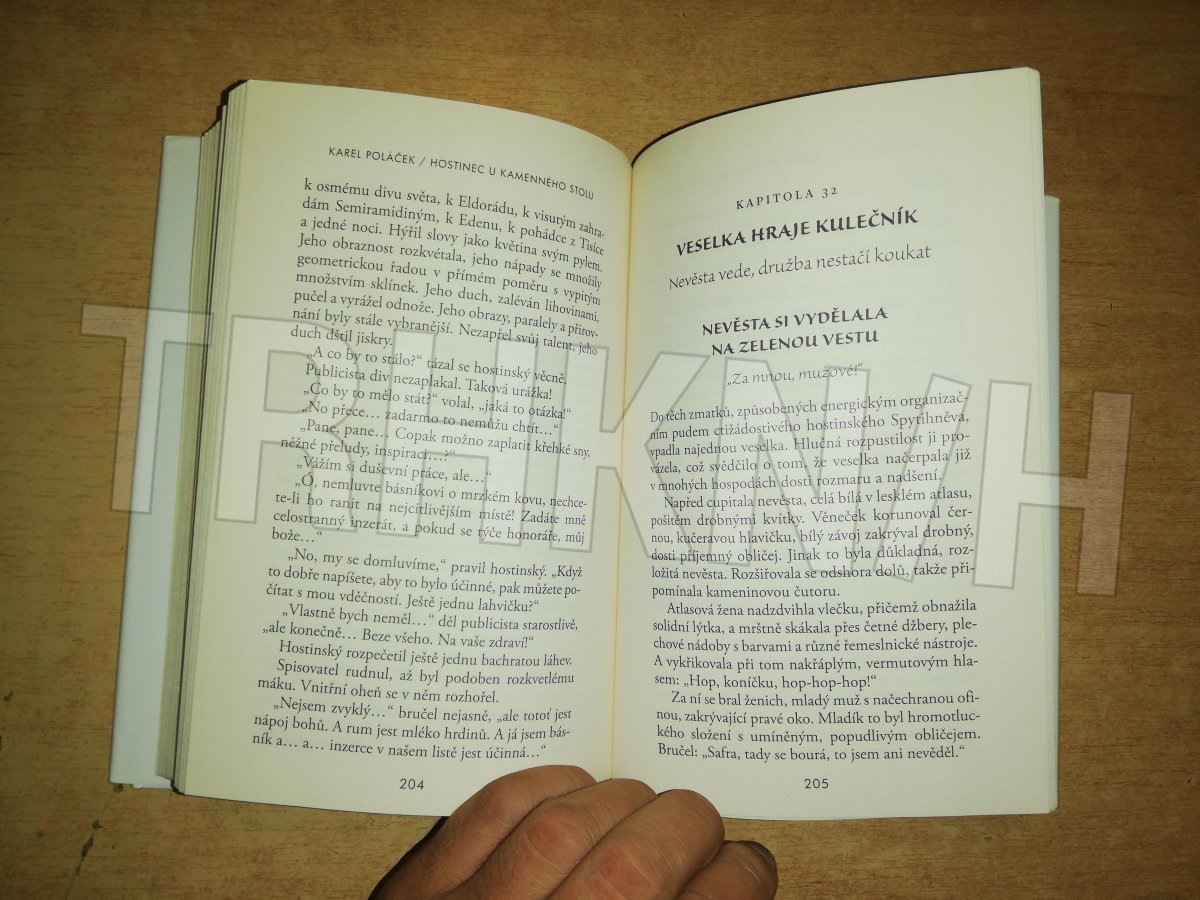 KAREL POLÁČEK / HOSTINEC U KAMENNÉHO STOLU
k osmému divu světa, k Eldorádu, k visutým zahra-
dám Semiramidiným, k Edenu, k pohádce z Tisíce
a jedné noci. Hýřil slovy jako květina svým pylem.
Jeho obraznost rozkvétala, jeho nápady se množily
geometrickou řadou v přímém poměru s vypitým
množstvím sklínek. Jeho duch, zaléván lihovinami,
pučel a vyrážel odnože. Jeho obrazy, paralely a přirov-
nání byly stále vybranější. Nezapřel svůj talent, jeho
duch dštil jiskry.
„A co by to stálo?“ tázal se hostinský věcně.
Publicista div nezaplakal. Taková urážka!
„Co by to mělo stát?“ volal, „jaká to otázka!“
„No přece… zadarmo to nemůžu chtít…“
„Pane, pane… Copak možno zaplatit křehké sny,
něžné přeludy, inspiraci…?“
„Vážím si duševní práce, ale…“
„Ó, nemluvte básníkovi o mrzkém kovu, nechce-
te-li ho ranit na nejcitlivějším místě! Zadáte mně
celostranný inzerát, a pokud se týče honoráře, můj
bože…“
„No, my se domluvíme,“ pravil hostinský. „Když
to dobře napíšete, aby to bylo účinné, pak můžete po-
čítat s mou vděčností. Ještě jednu lahvičku?“
„Vlastně bych neměl…“ děl publicista starostlivě,
„ale konečně… Beze všeho. Na vaše zdraví!“
Hostinský rozpečetil ještě jednu bachratou láhev.
Spisovatel rudnul, až byl podoben rozkvetlému
máku. Vnitřní oheň se v něm rozhořel.
„Nejsem zvyklý…“ bručel nejasně, „ale totoť jest
nápoj bohů. A rum jest mléko hrdinů. A já jsem bás-
ník a… a… inzerce v našem listě jest účinná…“
204
KAPITOLA 32
VESELKA HRAJE KULEČNÍK
Nevěsta vede, družba nestačí koukat
NEVĚSTA SI VYDĚLALA
NA ZELENOU VESTU
„Za mnou, mužové!“
Do těch zmatků, způsobených energickým organizač-
ním pudem ctižádostivého hostinského Spytihněva,
vpadla najednou veselka. Hlučná rozpustilost ji pro-
vázela, což svědčilo o tom, že veselka načerpala již
v mnohých hospodách dosti rozmaru a nadšení.
Napřed cupitala nevěsta, celá bílá v lesklém atlasu,
pošitém drobnými kvítky. Věneček korunoval čer-
nou, kučeravou hlavičku, bílý závoj zakrýval drobný,
dosti příjemný obličej. Jinak to byla důkladná, roz-
ložitá nevěsta. Rozšiřovala se odshora dolů, takže při-
pomínala kameninovou čutoru.
Atlasová žena nadzdvihla vlečku, přičemž obnažila
solidní lýtka, a mrštně skákala přes četné džbery, ple-
chové nádoby s barvami a různé řemeslnické nástroje.
A vykřikovala při tom nakřáplým, vermutovým hla-
sem: „Hop, koníčku, hop-hop-hop!“
Za ní se bral ženich, mladý muž s načechranou ofi-
nou, zakrývající pravé oko. Mladík to byl hromotluc-
kého složení s umíněným, popudlivým obličejem.
Bručel: „Safra, tady se bourá, to jsem ani nevěděl.“
205
TRHKNIH